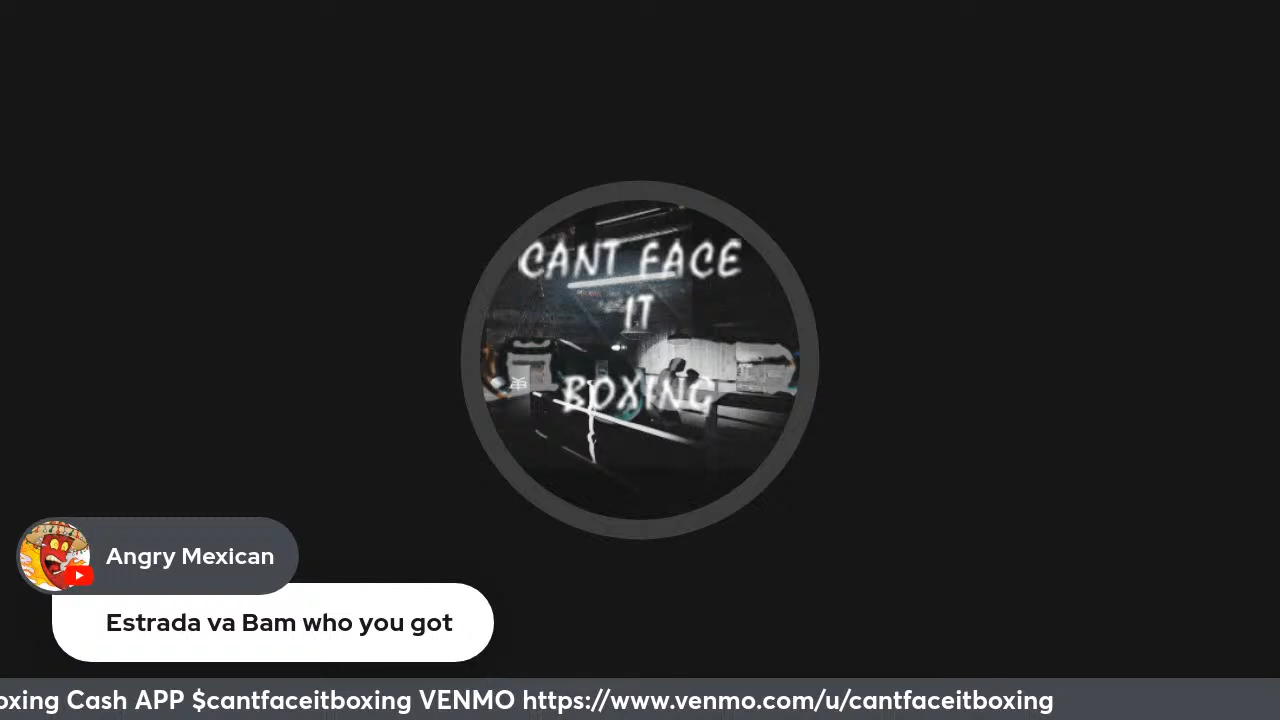 CANT FACE
IT
BOXING
Angry Mexican
Estrada va Bam who you got
oxing Cash APP $cantfaceitboxing VENMO https://www.venmo.com/u/cantfaceitboxing